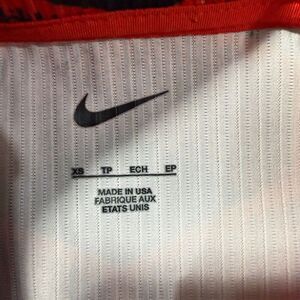 XS TP ECH EP
MADE IN USA
FABRIQUE AUX
ETATS UNIS